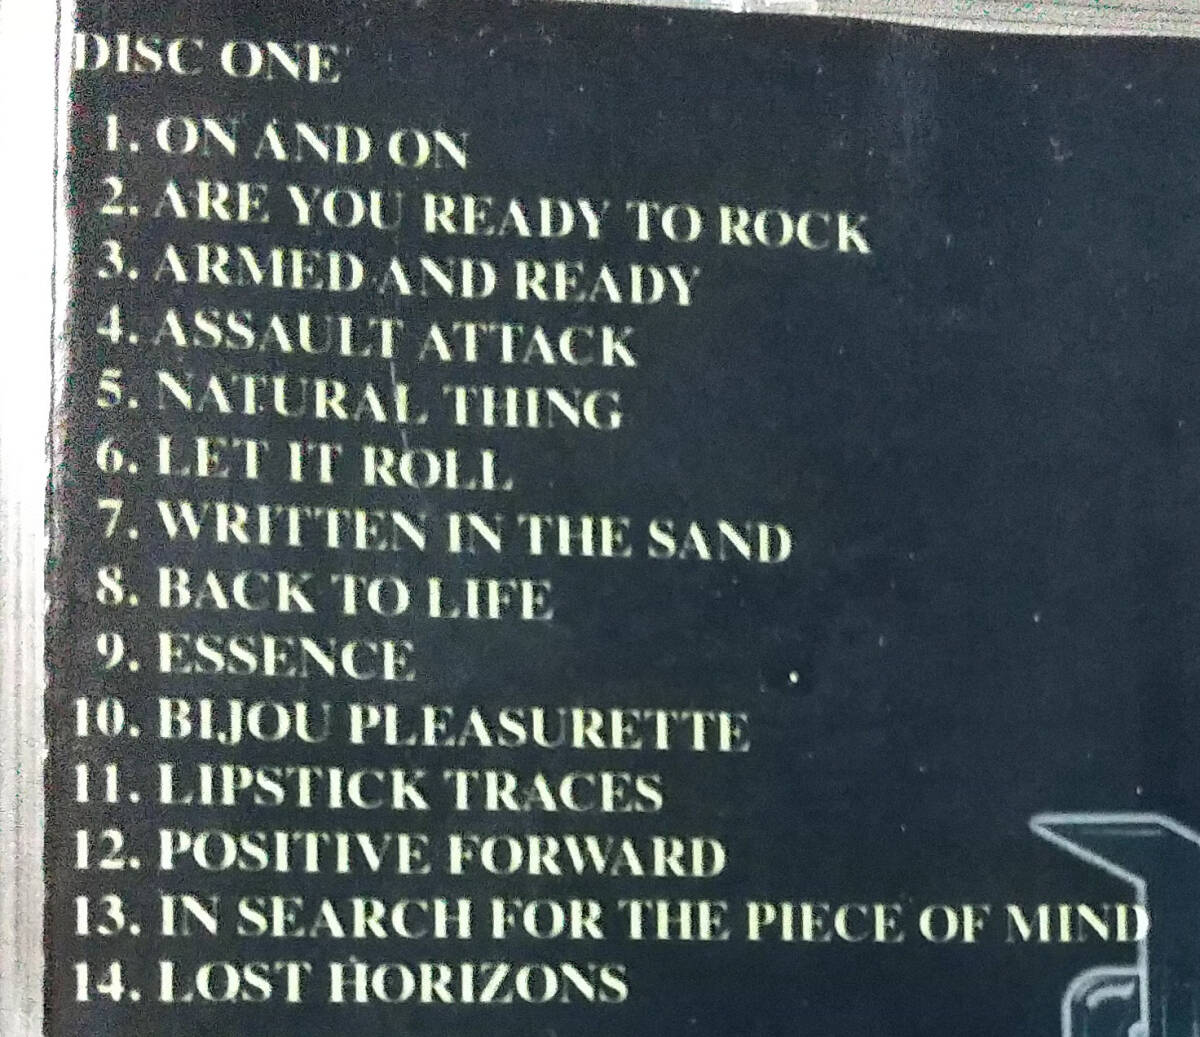 DISC ONE
1. ON AND ON
2. ARE YOU READY TO ROCK
3. ARMED AND READY
4. ASSAULT ATTACK
5. NATURAL THING
6. LET IT ROLL
7. WRITTEN IN THE SAND
8. BACK TO LIFE
9. ESSENCE
10. BIJOU PLEASURETTE
11. LIPSTICK TRACES
12. POSITIVE FORWARD
13. IN SEARCH FOR THE PIECE OF MIND
14. LOST HORIZONS